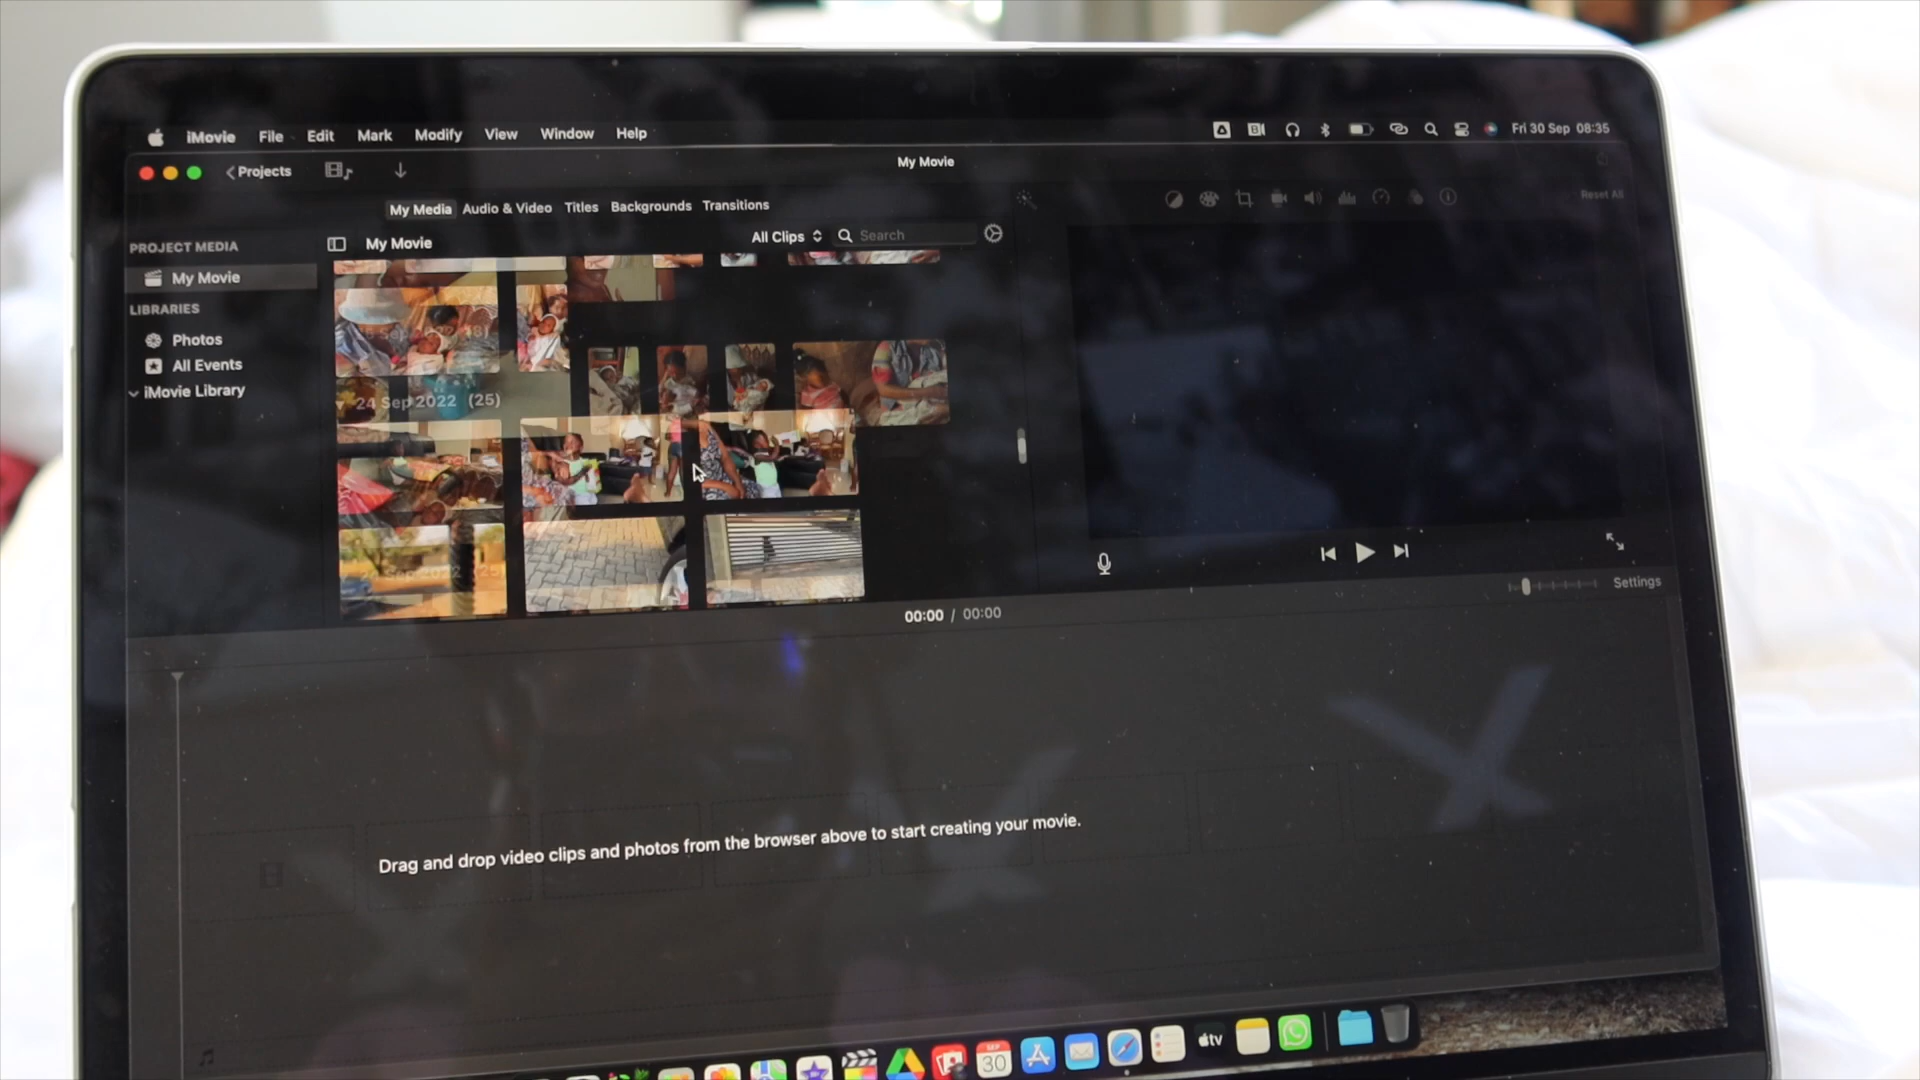 iMovie File Edit Mark Modify View Window Help
Fri 30 Sep 08:35
Projects
My Movie
My Media Audio & Video Titles Backgrounds Transitions
Reset All
PROJECT MEDIA
My Movie
All Clips
Search
My Movie
LIBRARIES
Photos
All Events
iMovie Library
24 Sep 2022 (25)
Settings
00:00 / 00:00
Drag and drop video clips and photos from the browser above to start creating your movie.
SEP
30
tv